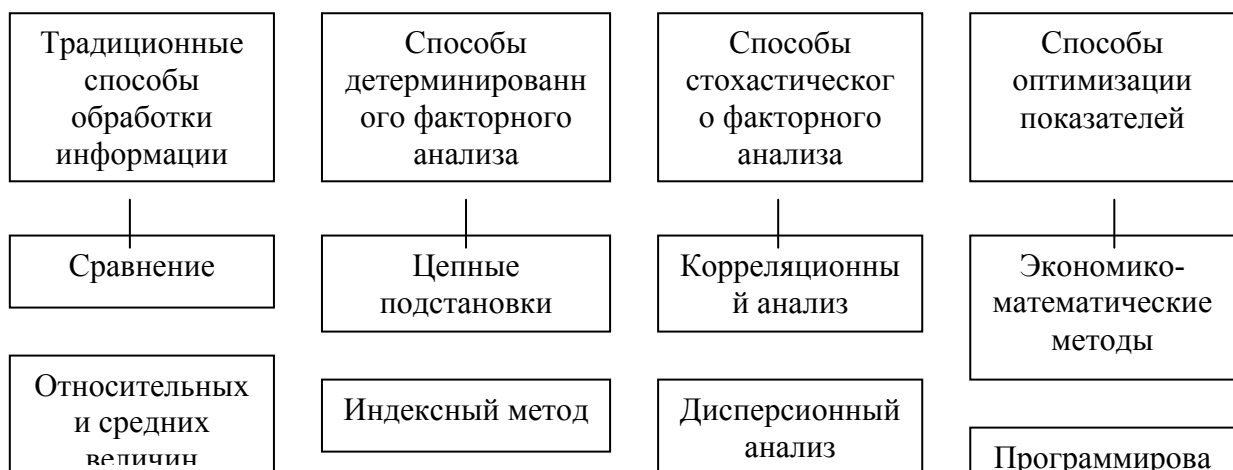 Традиционные
способы
обработки
информации
Способы
детерминированн
ого факторного
анализа
Способы
стохастическог
о факторного
анализа
Способы
оптимизации
показателей
Сравнение
Цепные
подстановки
Корреляционны
й анализ
Экономико-
математические
методы
Относительных
и средних
величин
Индексный метод
Дисперсионный
анализ
Программирова